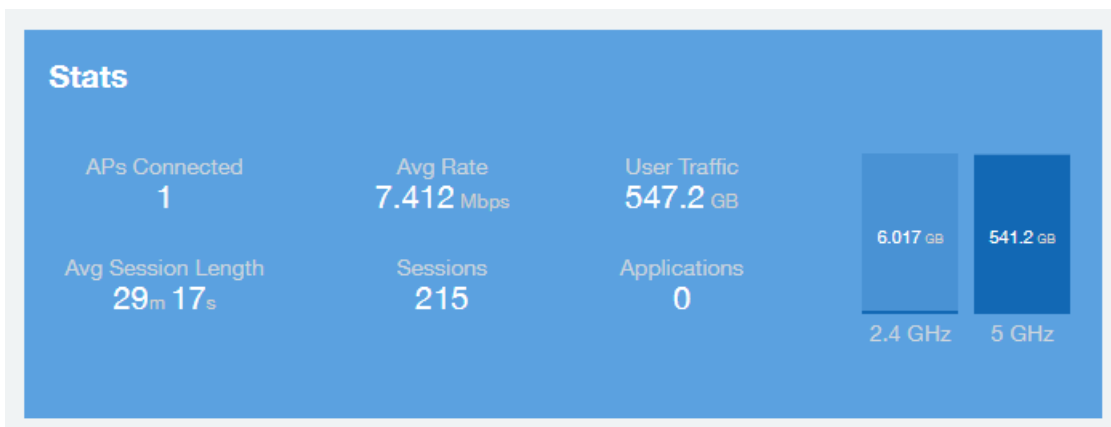 Stats
APs Connected
1
Avg Rate
7.412 Mbps
User Traffic
547.2 GB
Avg Session Length
29m 17s
Sessions
215
Applications
0
6.017 GB
2.4 GHz
541.2 GB
5 GHz